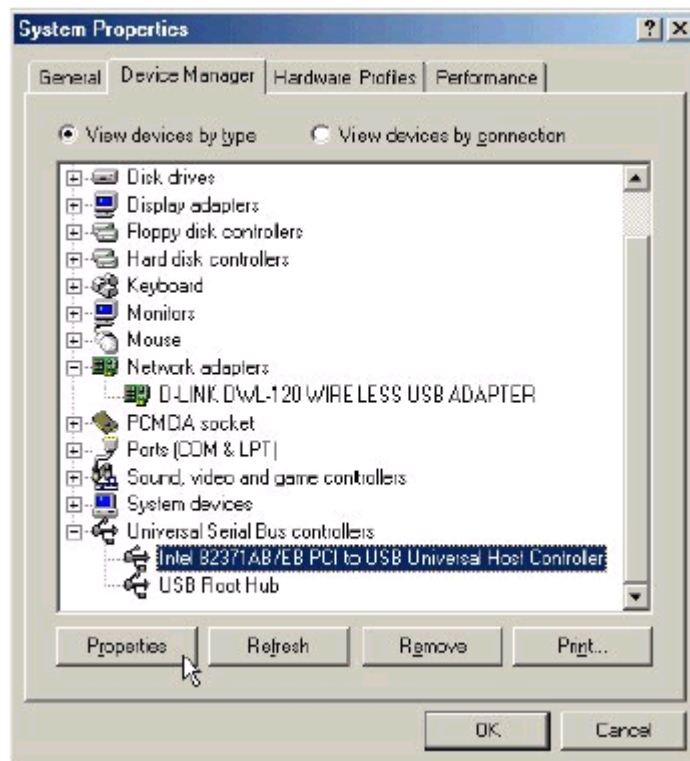 System Properties
General Device Manager Hardware Profiles Performance
View devices by type View devices by connection
Disk drives
Display adapters
Floppy disk controllers
Hard disk controllers
Keyboard
Monitors
Mouse
Network adapters
D-LINK DWL-120 WIRELESS USB ADAPTER
PCMCIA socket
Ports (COM & LPT)
Sound, video and game controllers
System devices
Universal Serial Bus controllers
Intel 82371AB/EB PCI to USB Universal Host Controller
USB Root Hub
Properties Refresh Remove Print...
OK Cancel